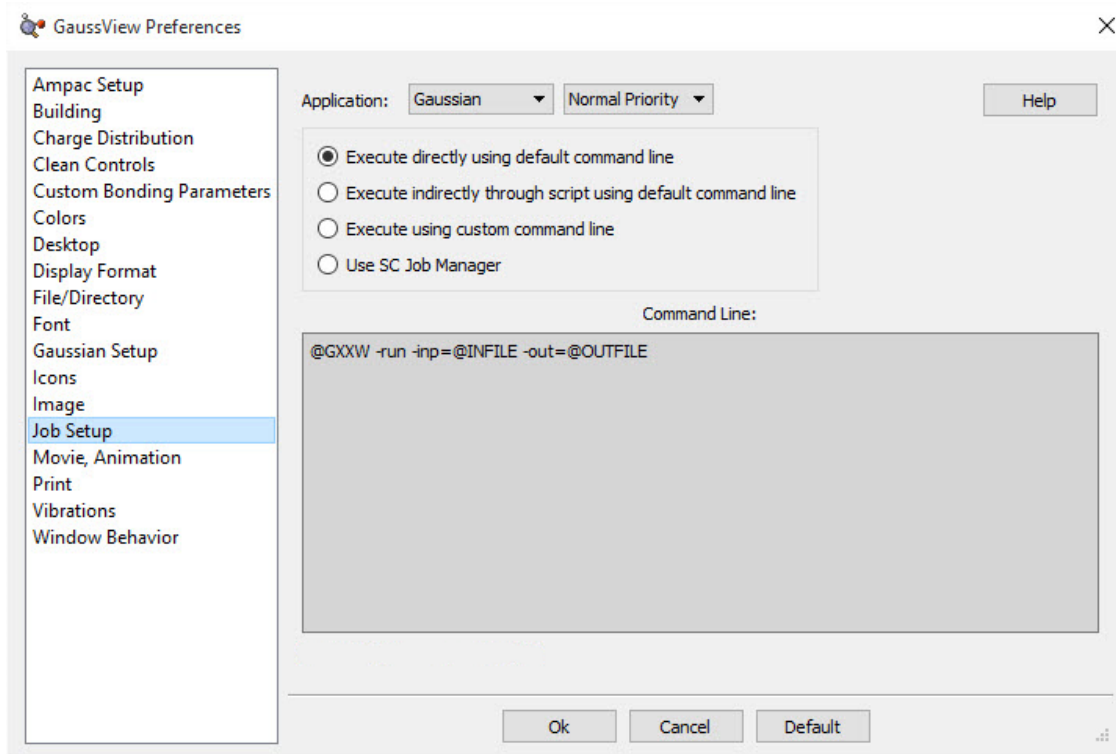 GaussView Preferences
Ampac Setup
Building
Charge Distribution
Clean Controls
Custom Bonding Parameters
Colors
Desktop
Display Format
File/Directory
Font
Gaussian Setup
Icons
Image
Job Setup
Movie, Animation
Print
Vibrations
Window Behavior
Application: Gaussian Normal Priority Help
Execute directly using default command line
Execute indirectly through script using default command line
Execute using custom command line
Use SC Job Manager
Command Line:
@GXXW -run -inp=@INFILE -out=@OUTFILE
Ok Cancel Default